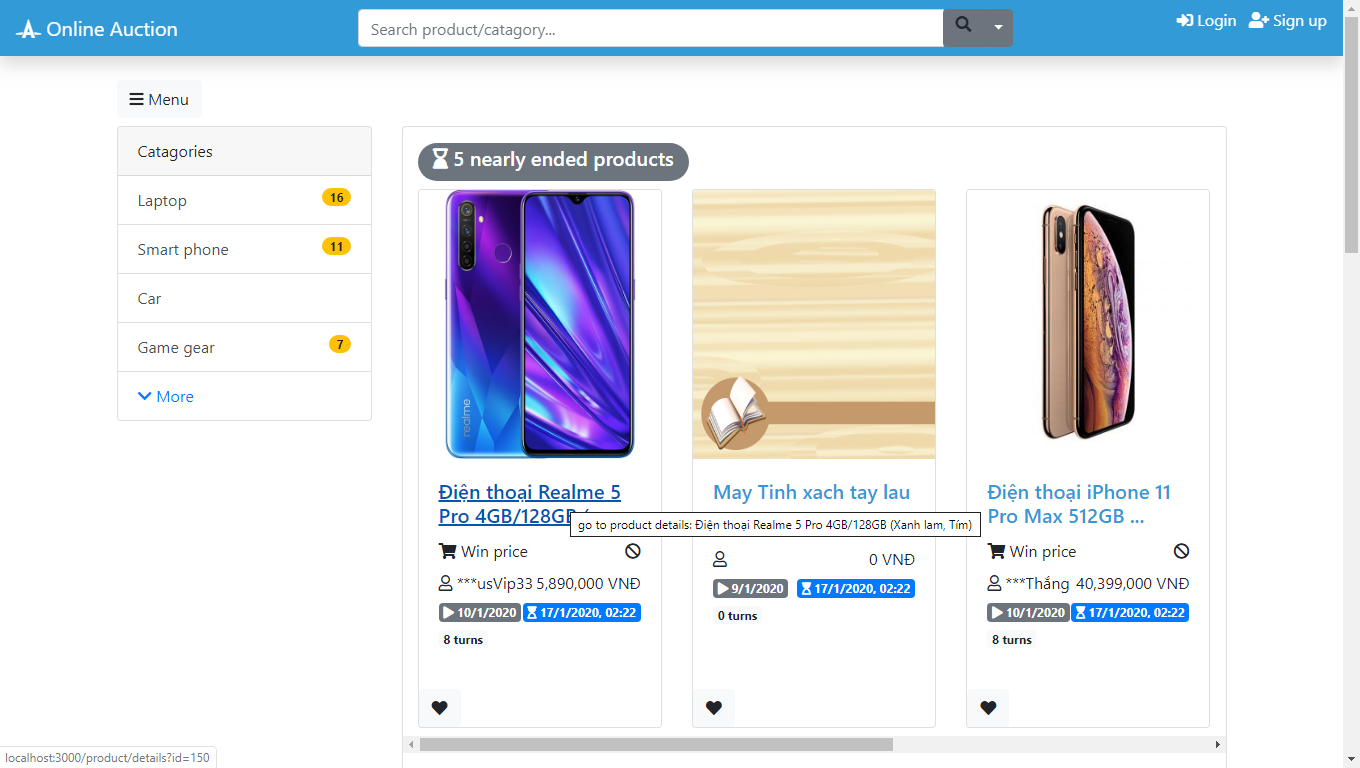 Online Auction
Search product/catagory...
Login
Sign up
Menu
Catagories
Laptop 16
Smart phone 11
Car
Game gear 7
More
5 nearly ended products
realme
Điện thoại Realme 5
Pro 4GB/128GB (
go to product details: Điện thoại Realme 5 Pro 4GB/128GB (Xanh lam, Tím)
Win price
***usVip33 5,890,000 VNĐ
10/1/2020 17/1/2020, 02:22
8 turns
May Tinh xach tay lau
0 VNĐ
9/1/2020 17/1/2020, 02:22
0 turns
Điện thoại iPhone 11
Pro Max 512GB ...
Win price
***Thắng 40,399,000 VNĐ
10/1/2020 17/1/2020, 02:22
8 turns
localhost:3000/product/details?id=150